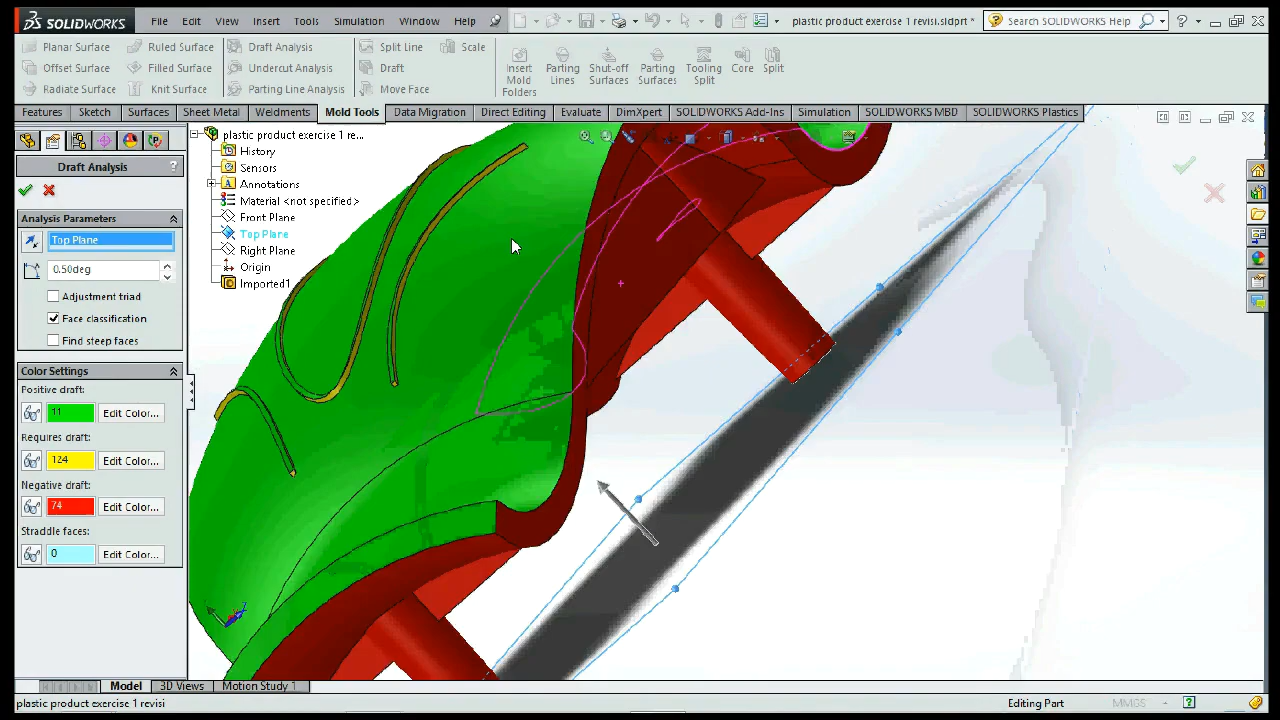 SOLIDWORKS File Edit View Insert Tools Simulation Window Help plastic product exercise 1 revisi.sldprt * Search SOLIDWORKS Help
Planar Surface Ruled Surface Draft Analysis Split Line Scale
Offset Surface Filled Surface Undercut Analysis Draft
Radiate Surface Knit Surface Parting Line Analysis Move Face
Insert Mold Folders Parting Lines Shut-off Surfaces Parting Surfaces Tooling Split Core Split
Features Sketch Surfaces Sheet Metal Weldments Mold Tools Data Migration Direct Editing Evaluate DimXpert SOLIDWORKS Add-Ins Simulation SOLIDWORKS MBD SOLIDWORKS Plastics
Draft Analysis ?
Analysis Parameters
Top Plane
0.50deg
Adjustment triad
Face classification
Find steep faces
Color Settings
Positive draft:
11 Edit Color...
Requires draft:
124 Edit Color...
Negative draft:
74 Edit Color...
Straddle faces:
0 Edit Color...
plastic product exercise 1 re...
History
Sensors
Annotations
Material <not specified>
Front Plane
Top Plane
Right Plane
Origin
Imported1
Model 3D Views Motion Study 1
plastic product exercise 1 revisi Editing Part MMGS